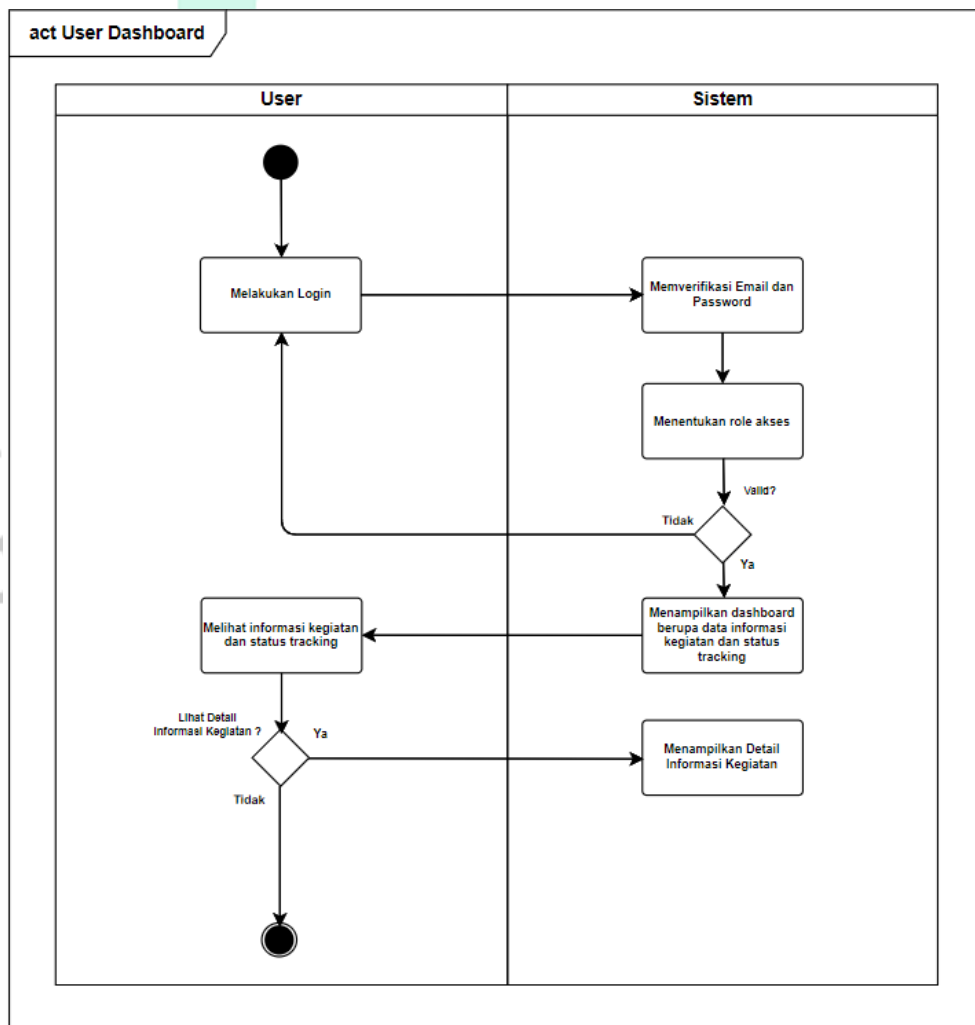 act User Dashboard
User
Sistem
Melakukan Login
Memverifikasi Email dan
Password
Menentukan role akses
Valid?
Tidak
Ya
Menampilkan dashboard
berupa data informasi
kegiatan dan status
tracking
Melihat informasi kegiatan
dan status tracking
Lihat Detail
Informasi Kegiatan ?
Ya
Menampilkan Detail
Informasi Kegiatan
Tidak